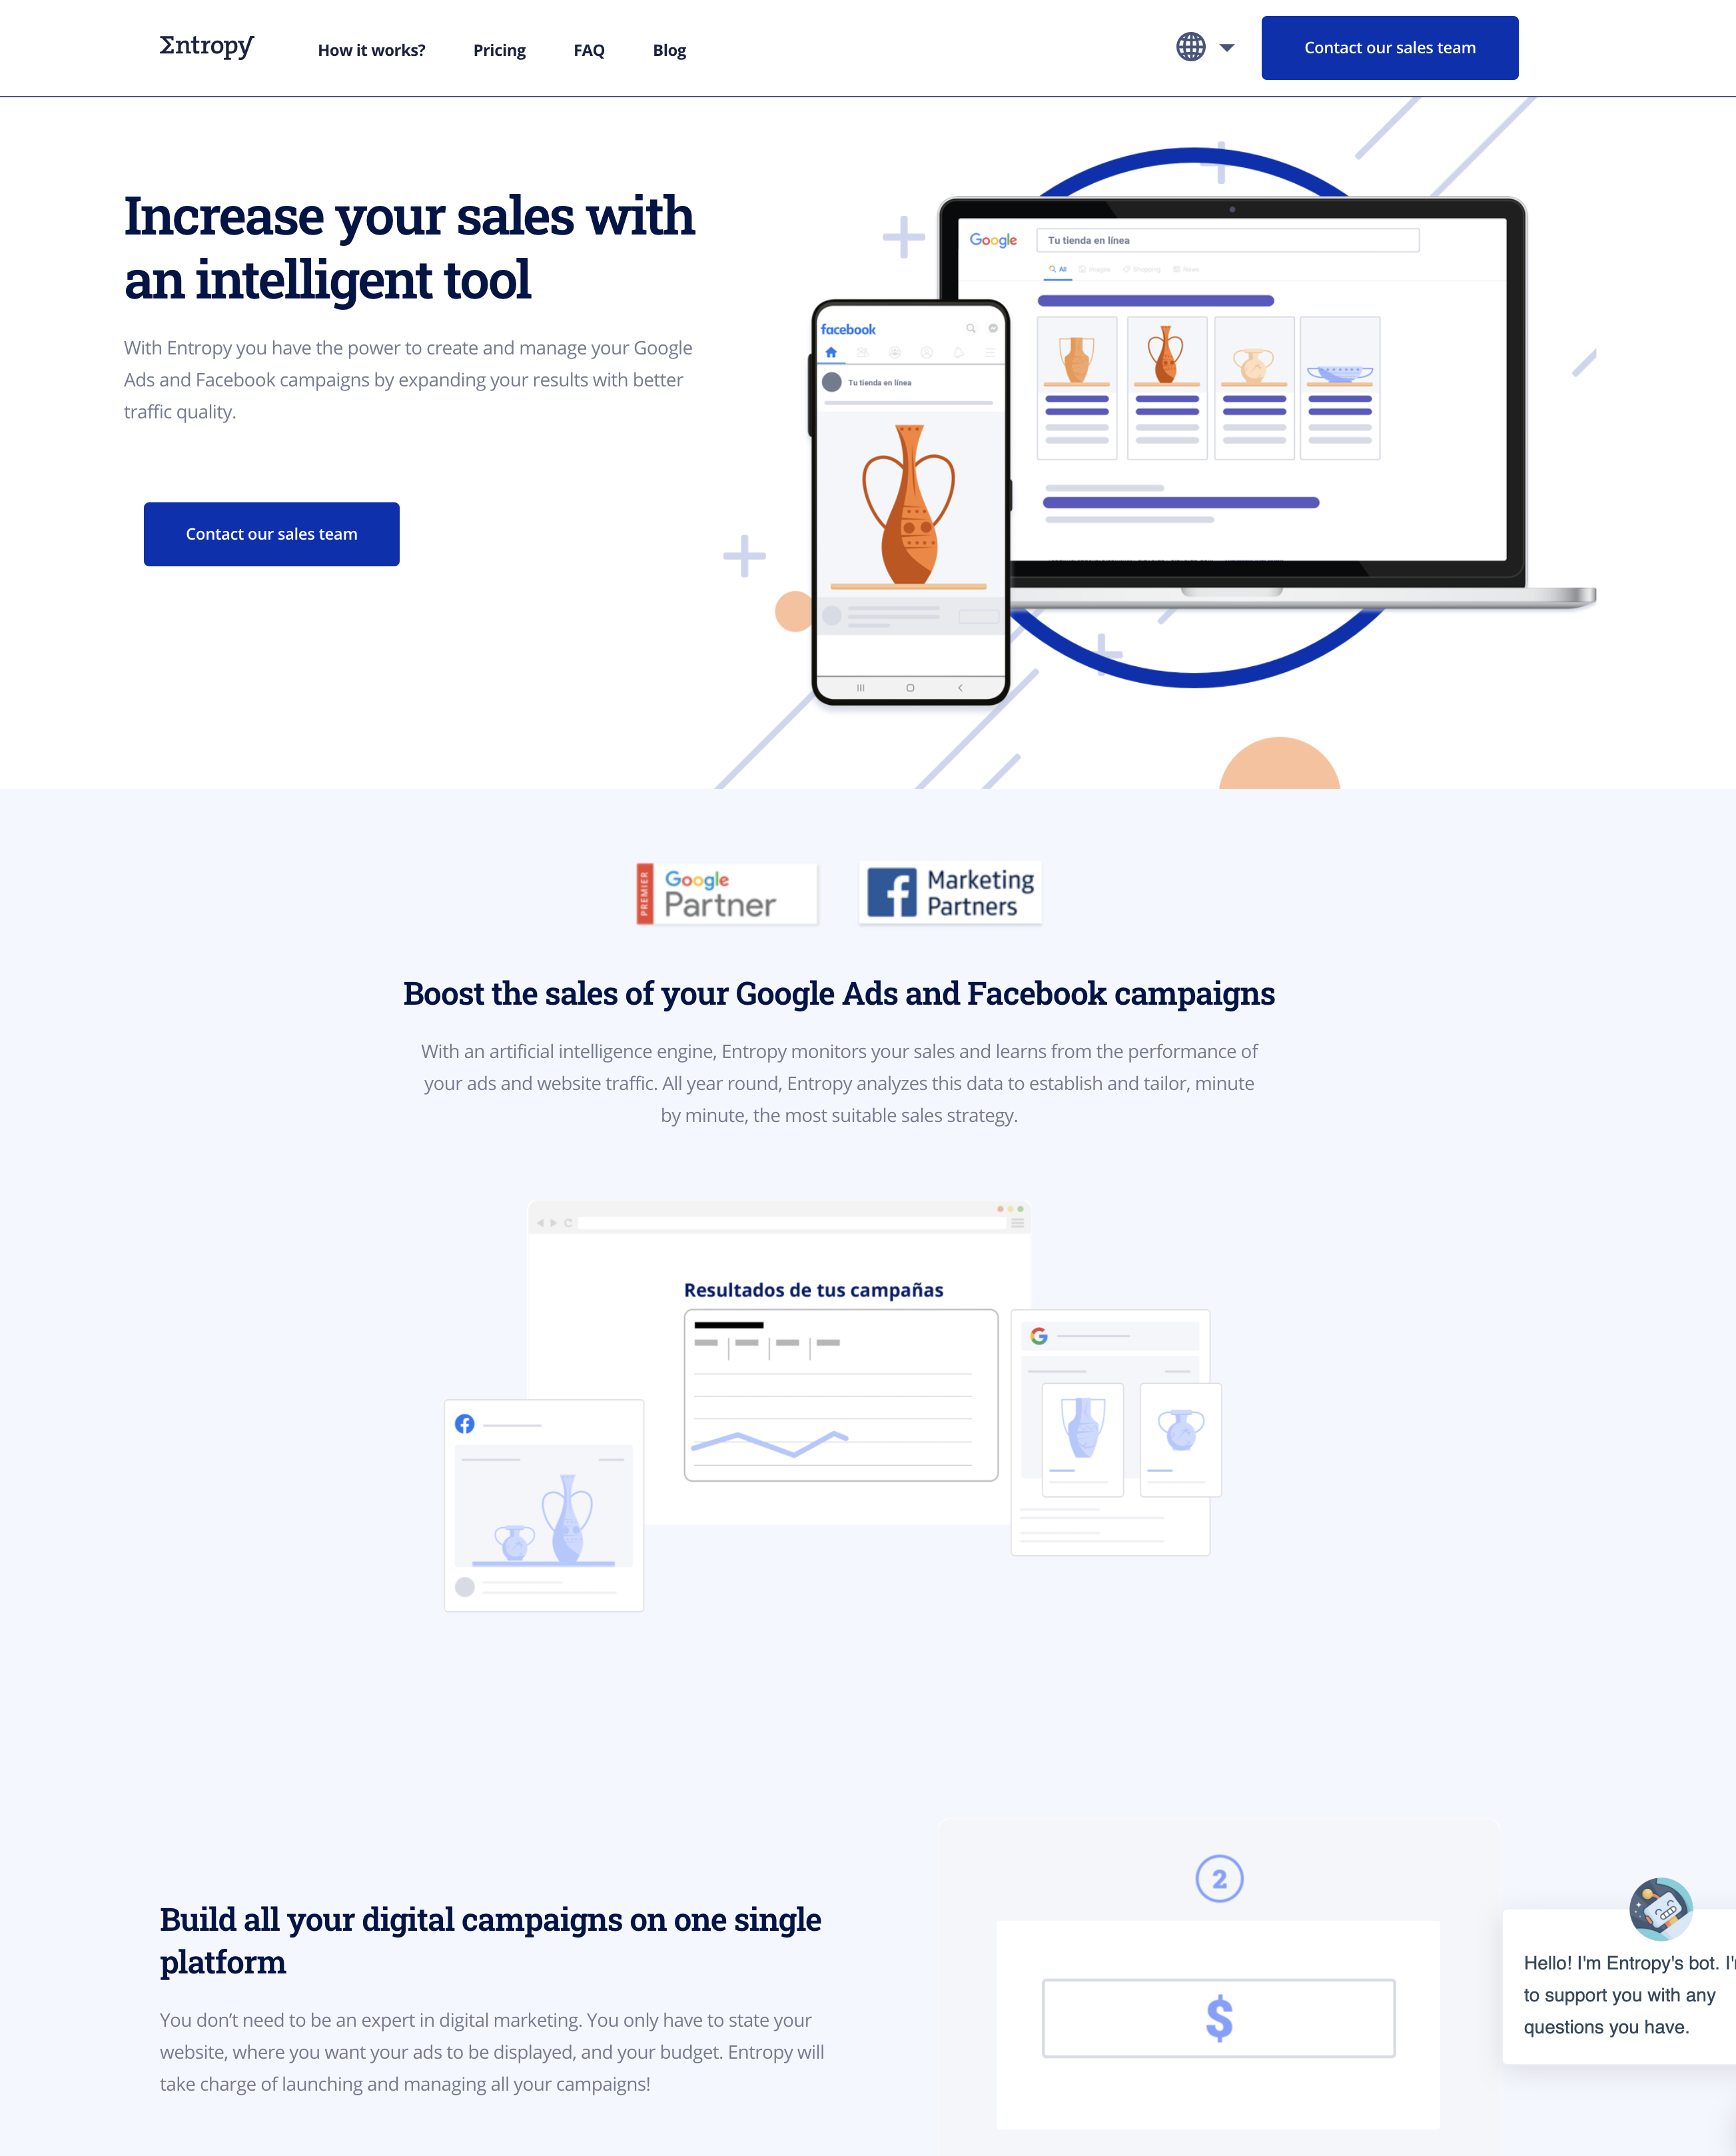 Σntropy
How it works?
Pricing
FAQ
Blog
Contact our sales team
Increase your sales with
an intelligent tool
With Entropy you have the power to create and manage your Google
Ads and Facebook campaigns by expanding your results with better
traffic quality.
Contact our sales team
Google
Tu tienda en línea
All
Images
Shopping
News
facebook
Tu tienda en línea
PREMIER
Google
Partner
Marketing
Partners
Boost the sales of your Google Ads and Facebook campaigns
With an artificial intelligence engine, Entropy monitors your sales and learns from the performance of
your ads and website traffic. All year round, Entropy analyzes this data to establish and tailor, minute
by minute, the most suitable sales strategy.
Resultados de tus campañas
2
$
Build all your digital campaigns on one single
platform
You don’t need to be an expert in digital marketing. You only have to state your
website, where you want your ads to be displayed, and your budget. Entropy will
take charge of launching and managing all your campaigns!
Hello! I'm Entropy's bot.
to support you with any
questions you have.